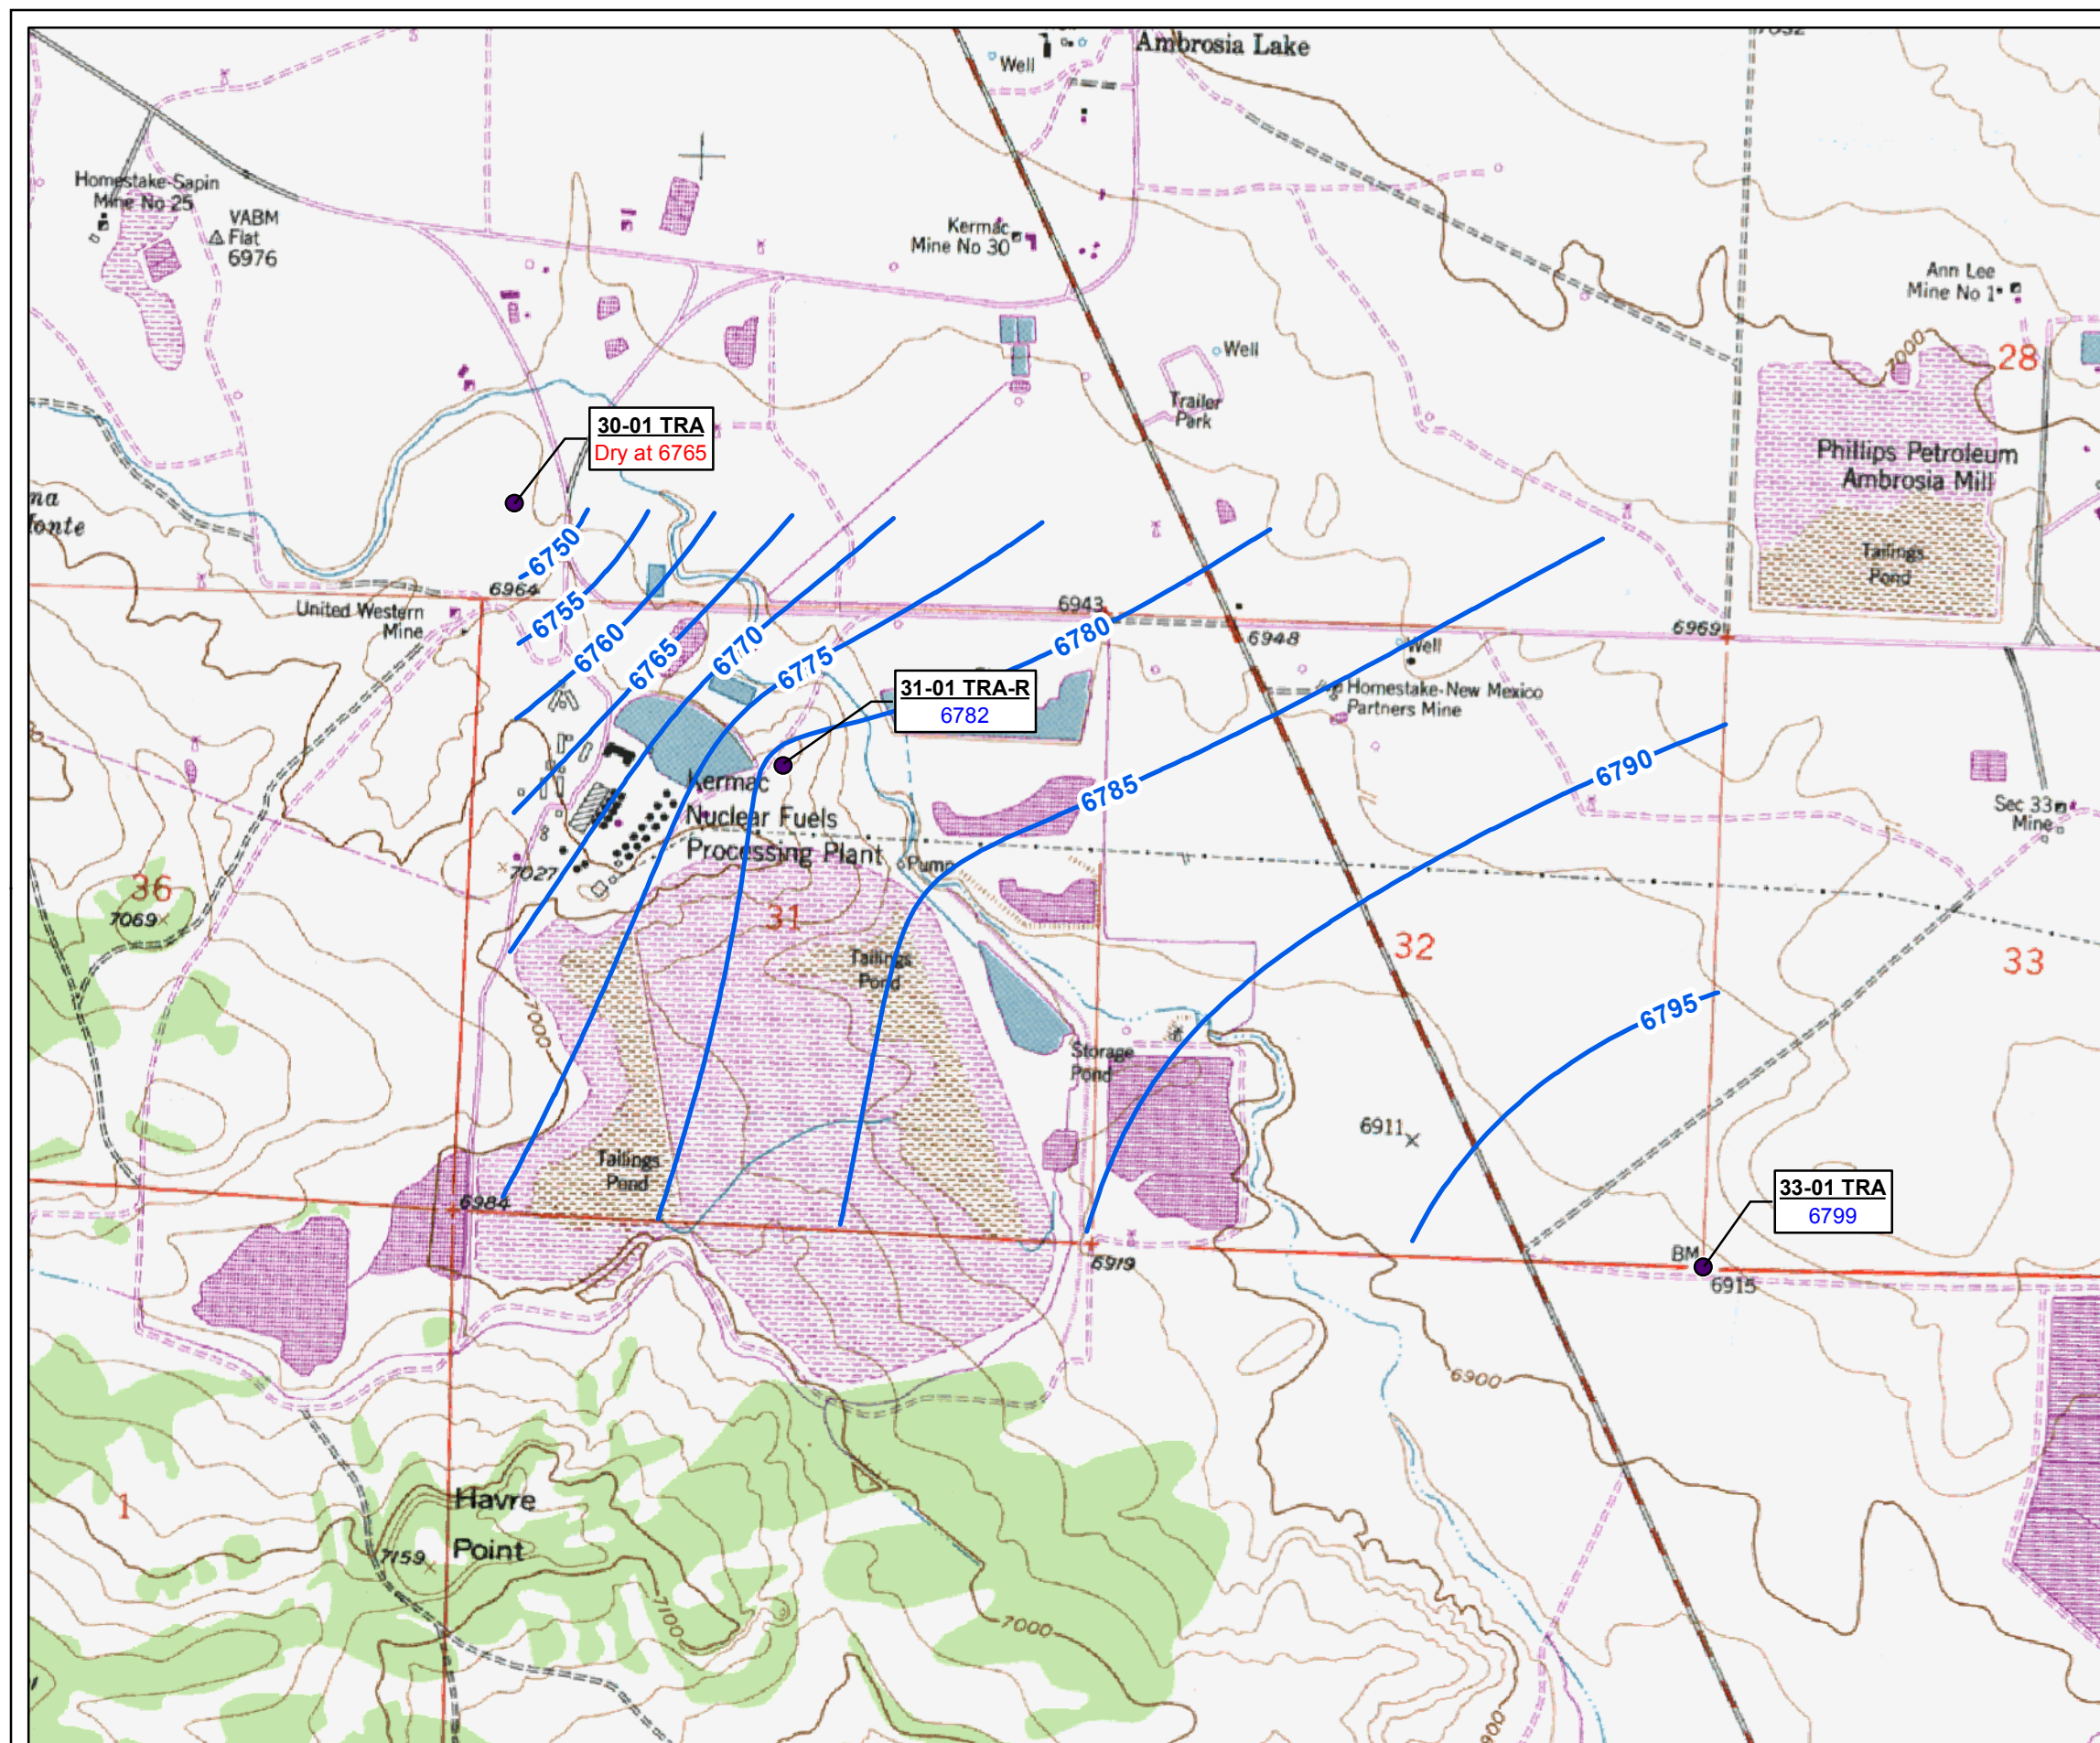 Ambrosia Lake
Well
Homestake-Sapin
Mine No 25
VABM
Flat
6976
Kermac
Mine No 30
Ann Lee
Mine No 1
7000
28
Well
Trailer
Park
30-01 TRA
Dry at 6765
Phillips Petroleum
Ambrosia Mill
Tailings
Pond
6750
6964
United Western
Mine
6755
6760
6765
6770
6775
6943
6780
6948
6969
Well
31-01 TRA-R
6782
Homestake-New Mexico
Partners Mine
Kermac
Nuclear Fuels
Processing Plant
6785
6790
Sec 33
Mine
Pump
7027
36
7069
31
32
33
Tailings
Pond
7000
6795
Storage
Pond
6911
Tailings
Pond
6984
33-01 TRA
6799
BM
6915
6919
6900
1
Havre
Point
7159
7100
7000